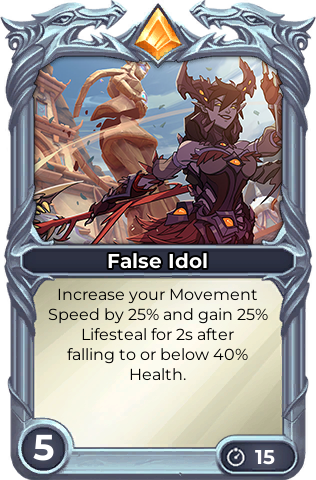 False Idol
Increase your Movement
Speed by 25% and gain 25%
Lifesteal for 2s after
falling to or below 40%
Health.
5
15